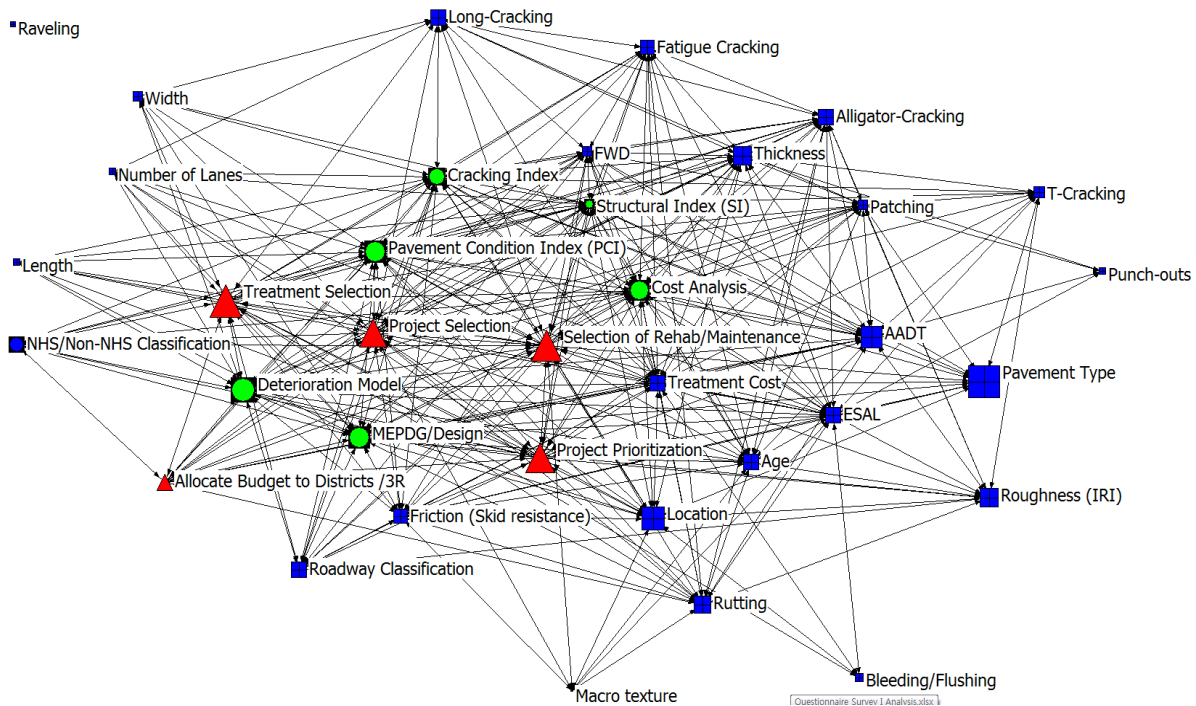 Long-Cracking
Raveling
Fatigue Cracking
Width
Alligator-Cracking
FWD
Thickness
Number of Lanes
Cracking Index
T-Cracking
Structural Index (SI)
Patching
Pavement Condition Index (PCI)
Length
Punch-outs
Treatment Selection
Cost Analysis
Project Selection
Selection of Rehab/Maintenance
AADT
NHS/Non-NHS Classification
Pavement Type
Deterioration Model
Treatment Cost
ESAL
MEPDG/Design
Project Prioritization
Age
Allocate Budget to Districts /3R
Roughness (IRI)
Friction (Skid resistance)
Location
Roadway Classification
Rutting
Bleeding/Flushing
Macro texture
Questionnaire Survey I Analysis.xlsx